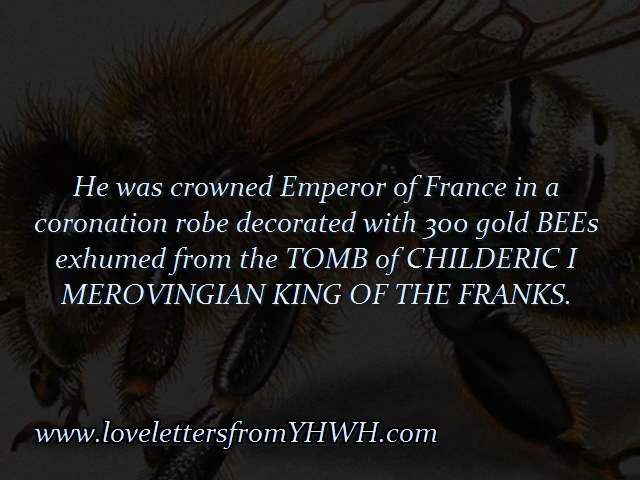 He was crowned Emperor of France in a
coronation robe decorated with 300 gold BEEs
exhumed from the TOMB of CHILDERIC I
MEROVINGIAN KING OF THE FRANKS.
www.lovelettersfromYHWH.com